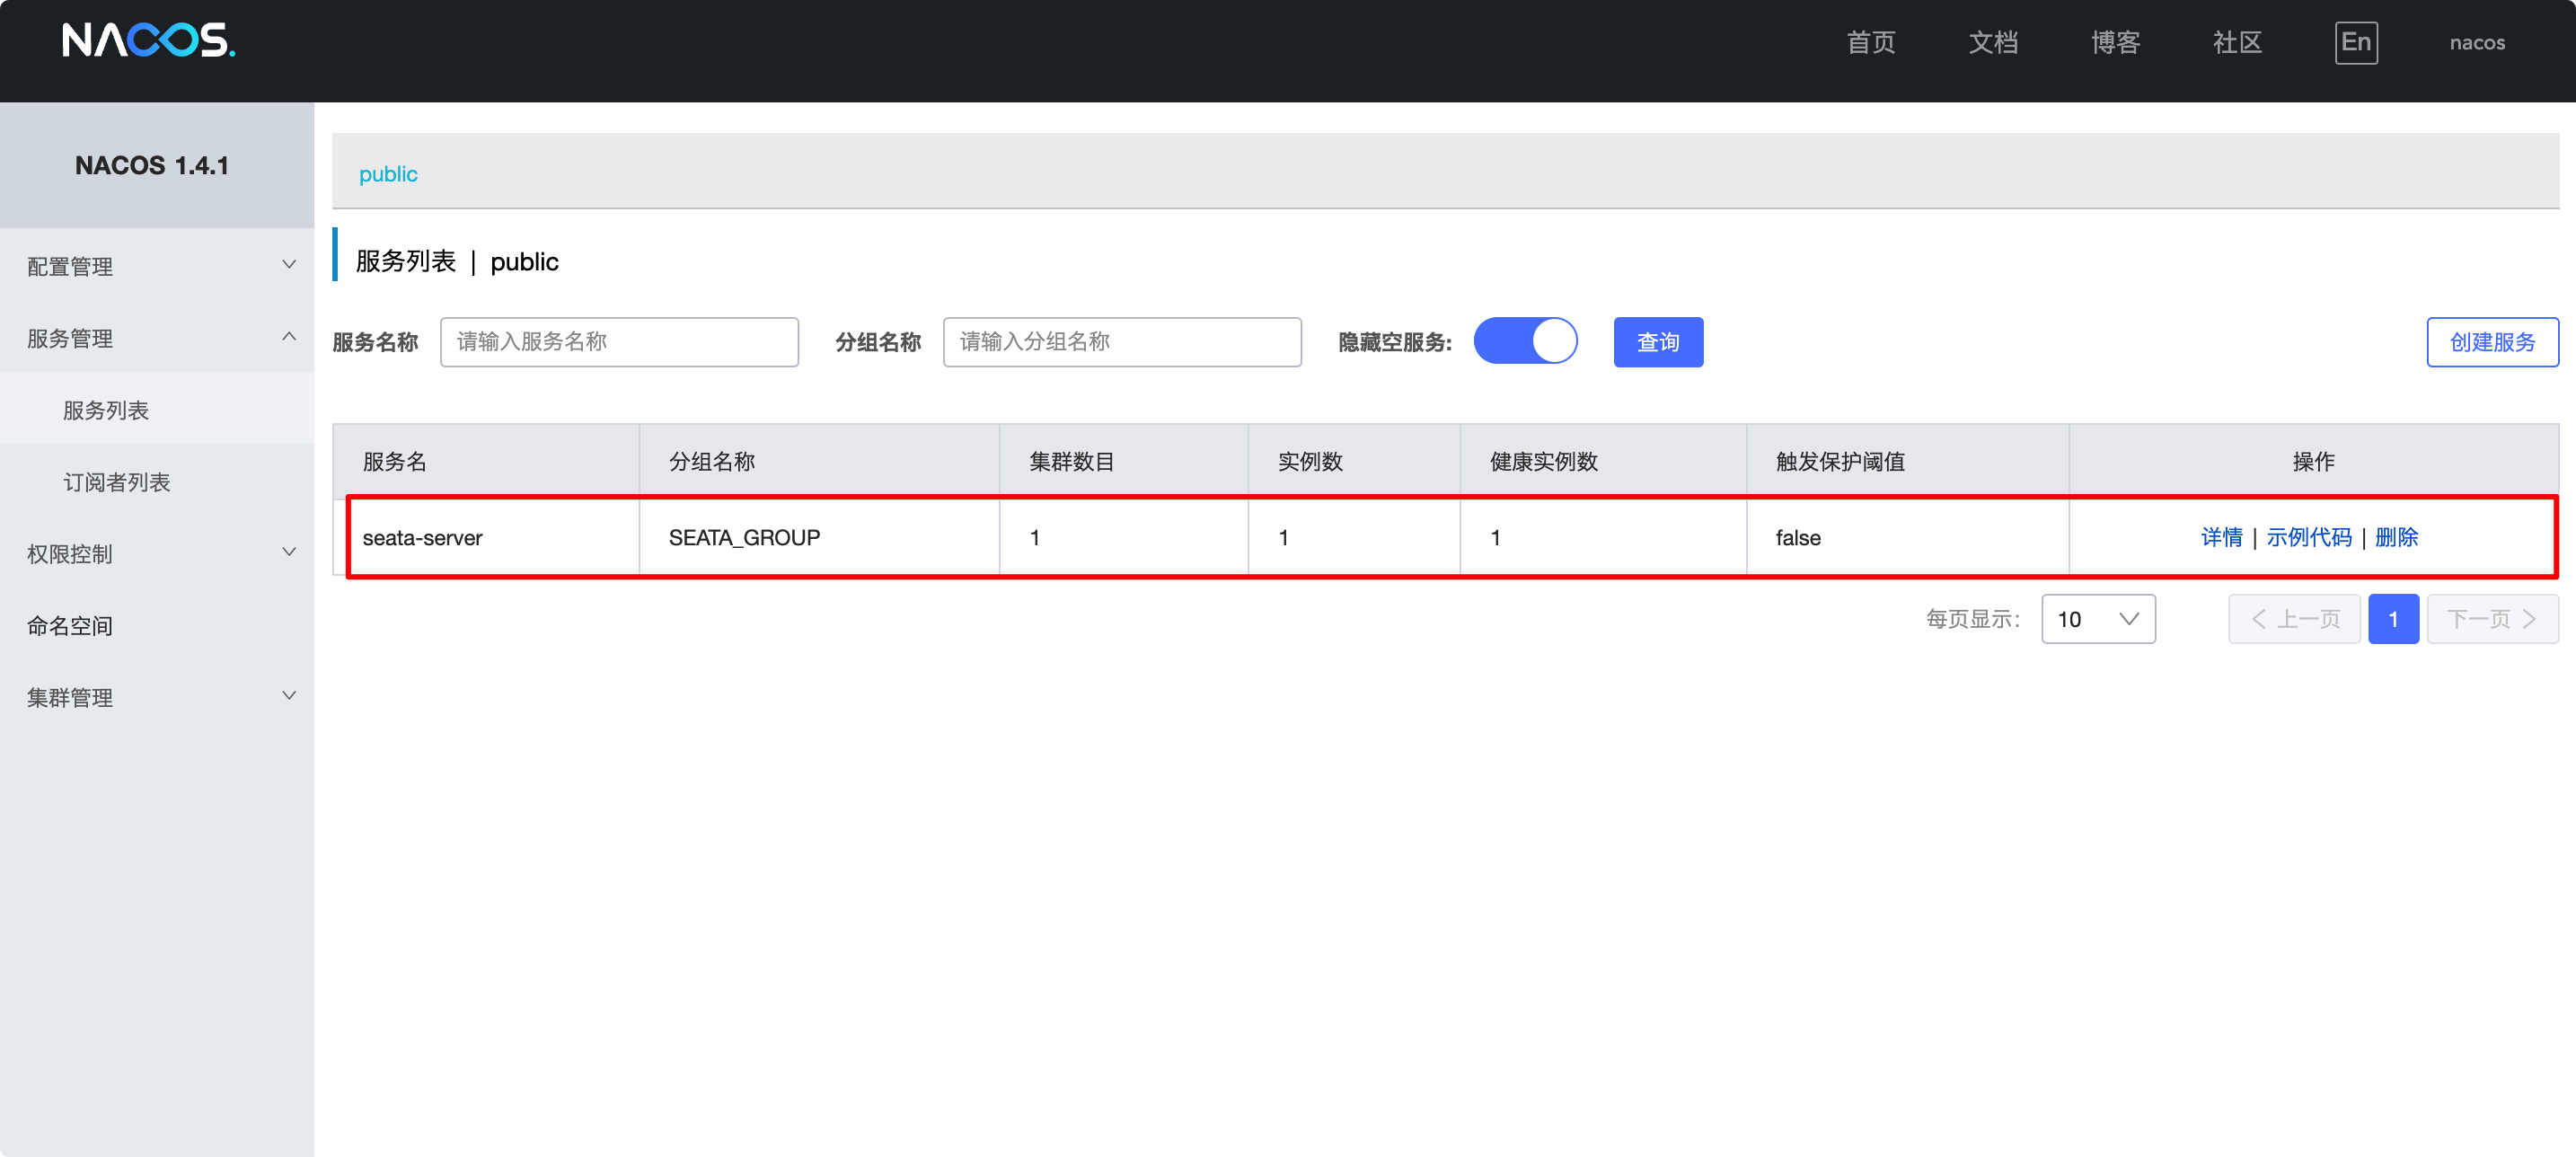 NACOS.
首页 文档 博客 社区 En nacos
NACOS 1.4.1
配置管理
服务管理
服务列表
订阅者列表
权限控制
命名空间
集群管理
public
服务列表 | public
服务名称 请输入服务名称 分组名称 请输入分组名称 隐藏空服务: 查询 创建服务
服务名 分组名称 集群数目 实例数 健康实例数 触发保护阈值 操作
seata-server SEATA_GROUP 1 1 1 false 详情 | 示例代码 | 删除
每页显示: 10 上一页 1 下一页